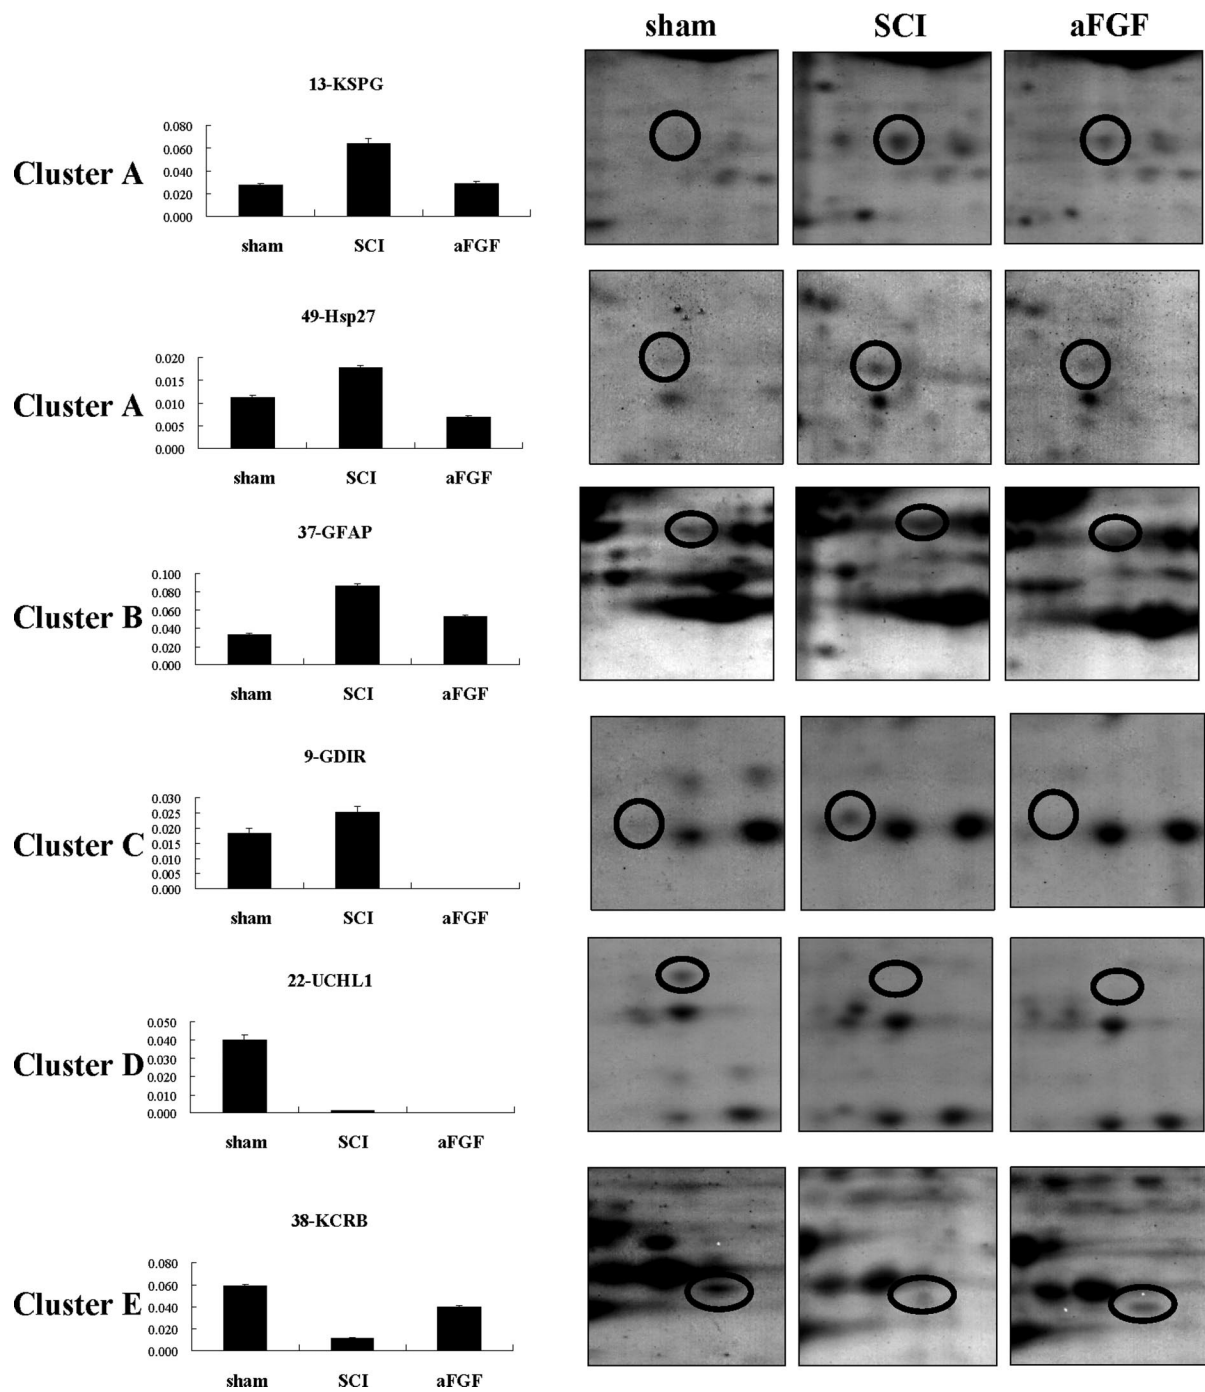 sham SCI aFGF
13-KSPG
0.080
0.060
0.040
0.020
0.000
Cluster A
sham SCI aFGF
49-Hsp27
0.020
0.015
0.010
0.005
0.000
Cluster A
sham SCI aFGF
37-GFAP
0.100
0.080
0.060
0.040
0.020
0.000
Cluster B
sham SCI aFGF
9-GDIR
0.030
0.025
0.020
0.015
0.010
0.005
0.000
Cluster C
sham SCI aFGF
22-UCHL1
0.050
0.040
0.030
0.020
0.010
0.000
Cluster D
sham SCI aFGF
38-KCRB
0.080
0.060
0.040
0.020
0.000
Cluster E
sham SCI aFGF